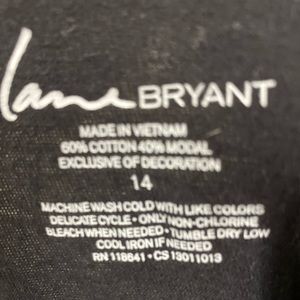 lane BRYANT
MADE IN VIETNAM
60% COTTON 40% MODAL
EXCLUSIVE OF DECORATION
14
MACHINE WASH COLD WITH LIKE COLORS
DELICATE CYCLE • ONLY NON-CHLORINE
BLEACH WHEN NEEDED • TUMBLE DRY LOW
COOL IRON IF NEEDED
RN 118641 • CS 13011013